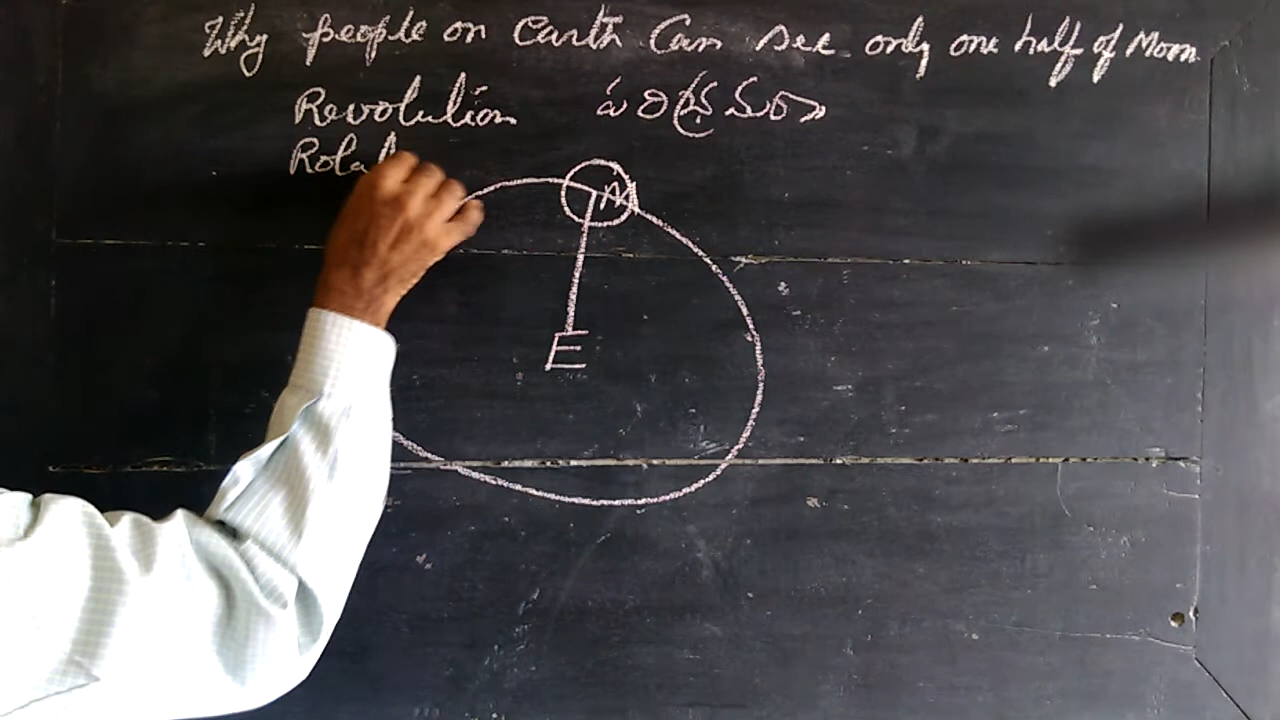 Why people on Earth Can see only one half of Moon
Revolution పరిభ్రమణం
Rotat
M
E